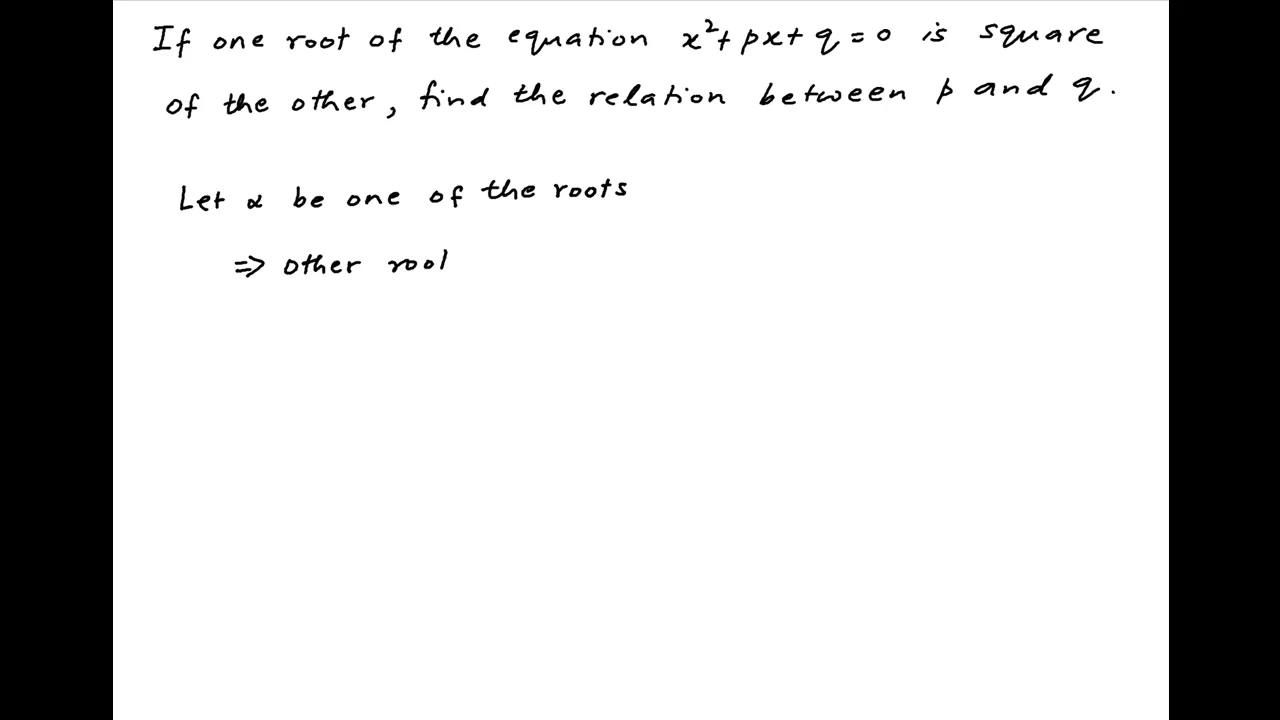 If one root of the equation x²+px+q=0 is square
of the other, find the relation between p and q.
Let α be one of the roots
⇒ other